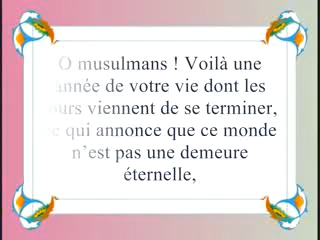 O musulmans ! Voilà une
année de votre vie dont les
jours viennent de se terminer,
ce qui annonce que ce monde
n’est pas une demeure
éternelle,